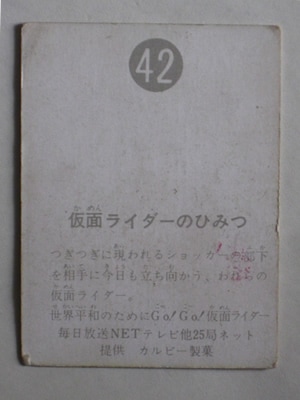 42
仮面ライダーのひみつ
つぎつぎに現われるショッカーの部下
を相手に今日も立ち向かう、われらの
仮面ライダー。
世界平和のためにGo!Go!仮面ライダー
毎日放送NETテレビ他25局ネット
提供 カルビー製菓